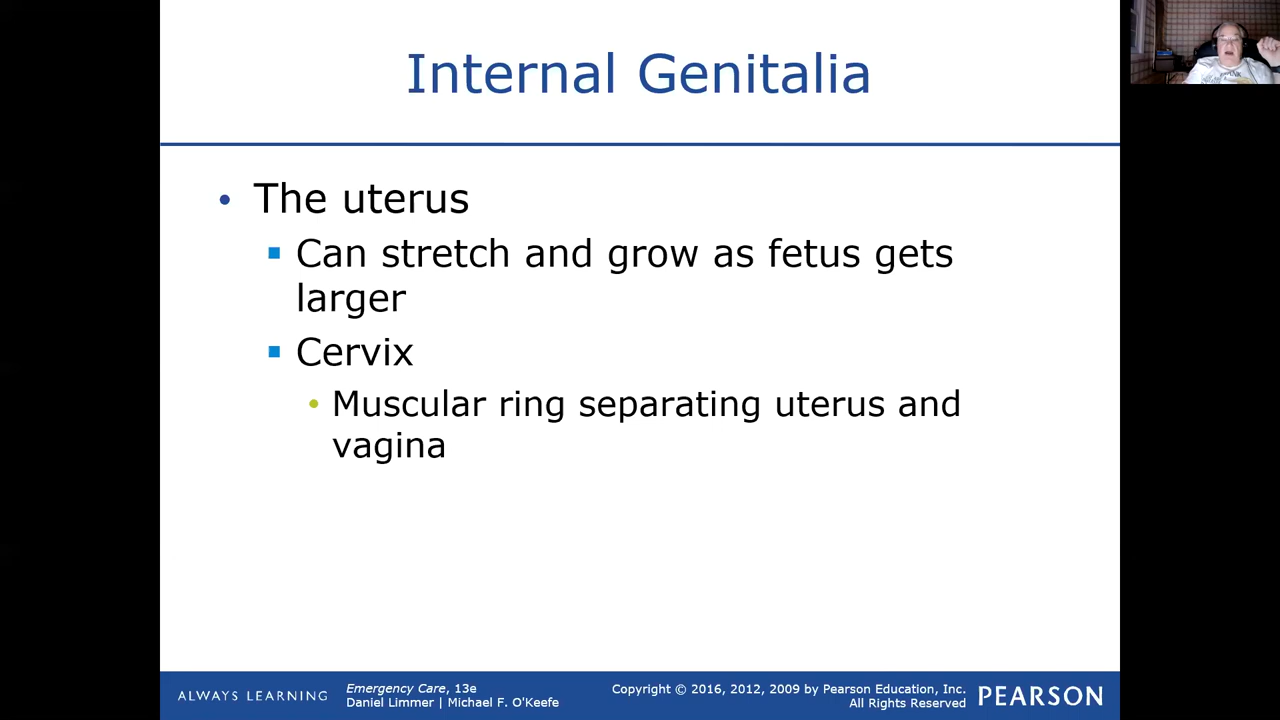 Internal Genitalia
• The uterus
▪ Can stretch and grow as fetus gets
larger
▪ Cervix
• Muscular ring separating uterus and
vagina
ALWAYS LEARNING
Emergency Care, 13e
Daniel Limmer | Michael F. O'Keefe
Copyright © 2016, 2012, 2009 by Pearson Education, Inc.
All Rights Reserved
PEARSON